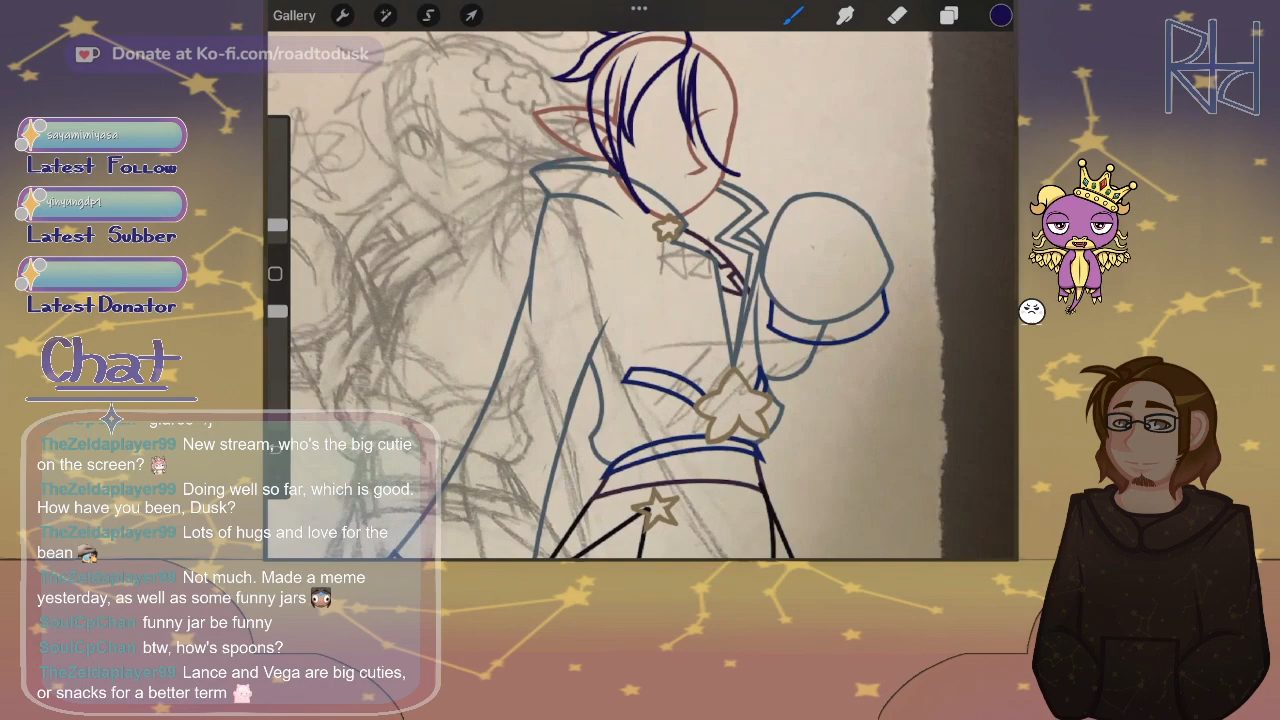 Gallery
Donate at Ko-fi.com/roadtodusk
RtD
sayamimiyasa
Latest Follow
yinyangdp1
Latest Subber
Latest Donator
Chat
TheZeldaplayer99 New stream, who's the big cutie
on the screen?
TheZeldaplayer99 Doing well so far, which is good.
How have you been, Dusk?
TheZeldaplayer99 Lots of hugs and love for the
bean
TheZeldaplayer99 Not much. Made a meme
yesterday, as well as some funny jars
SoulCpChan funny jar be funny
SoulCpChan btw, how's spoons?
TheZeldaplayer99 Lance and Vega are big cuties,
or snacks for a better term